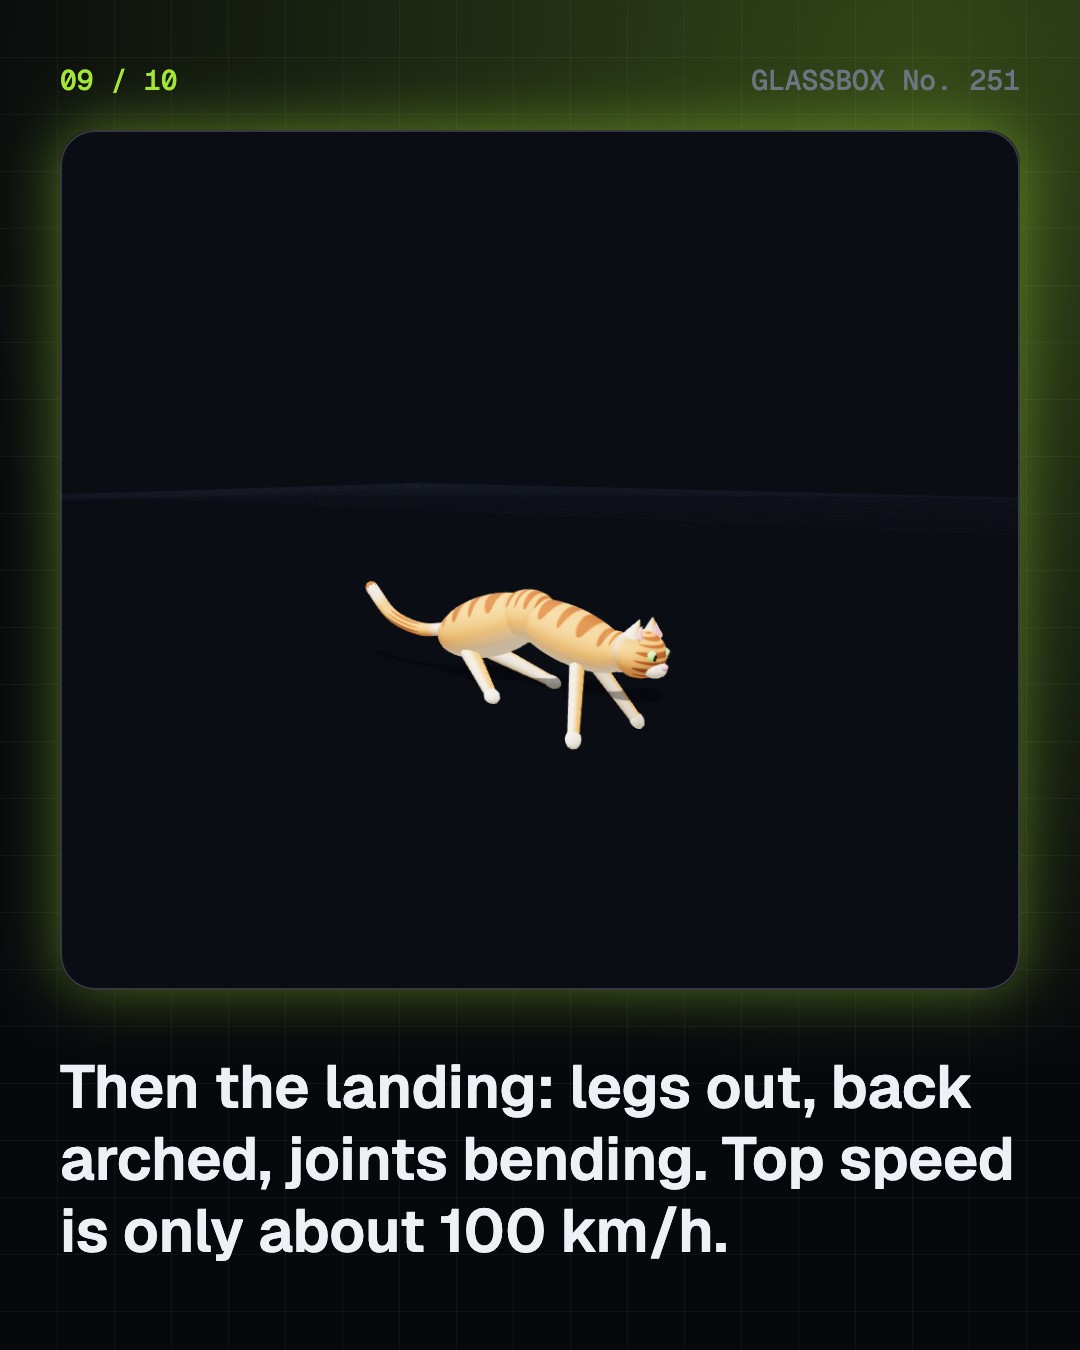 09 / 10
GLASSBOX No. 251
Then the landing: legs out, back
arched, joints bending. Top speed
is only about 100 km/h.